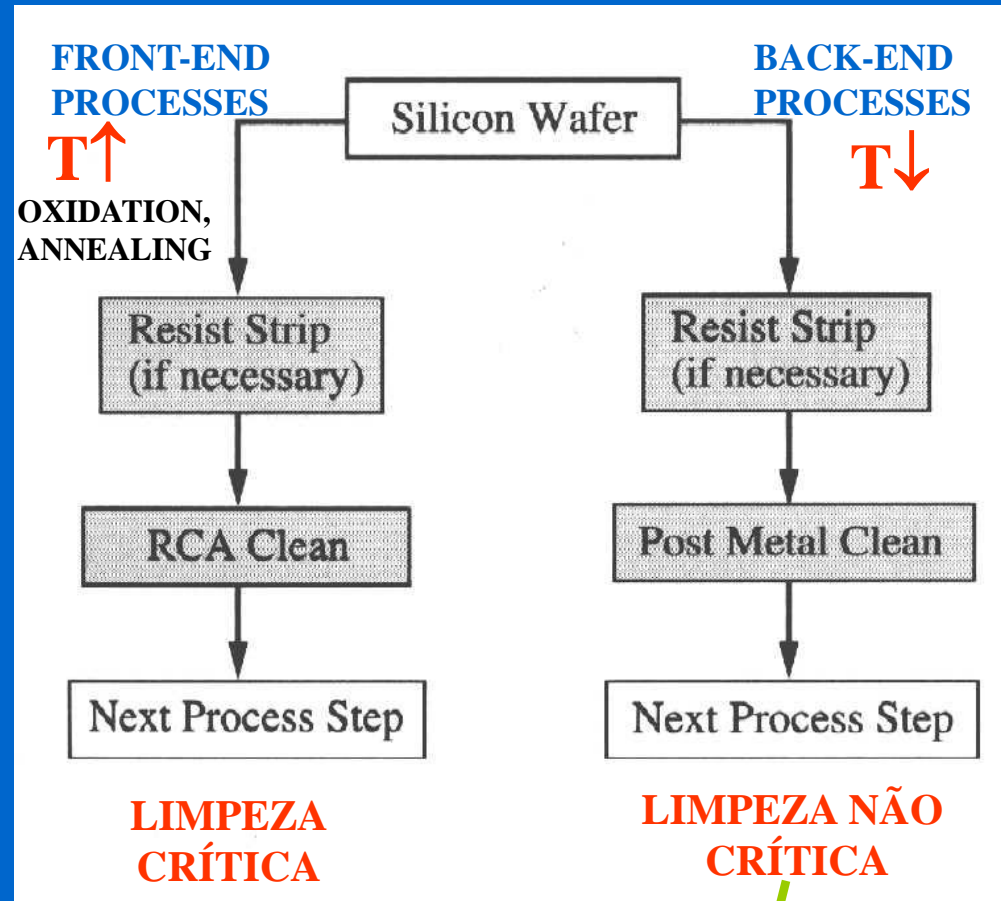 FRONT-END
PROCESSES
T↑
OXIDATION,
ANNEALING
Silicon Wafer
BACK-END
PROCESSES
T↓
Resist Strip
(if necessary)
RCA Clean
Next Process Step
LIMPEZA
CRÍTICA
Resist Strip
(if necessary)
Post Metal Clean
Next Process Step
LIMPEZA NÃO
CRÍTICA